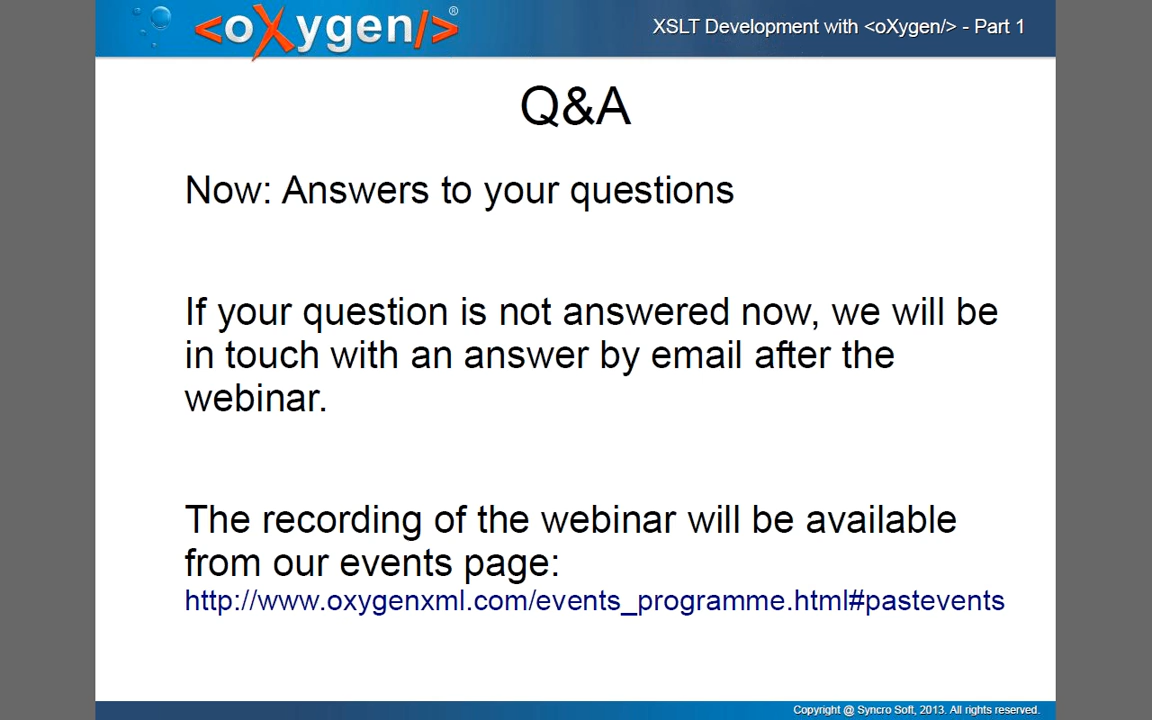 <oXygen/>®
XSLT Development with <oXygen/> - Part 1
Q&A
Now: Answers to your questions
If your question is not answered now, we will be
in touch with an answer by email after the
webinar.
The recording of the webinar will be available
from our events page:
http://www.oxygenxml.com/events_programme.html#pastevents
Copyright @ Syncro Soft, 2013. All rights reserved.